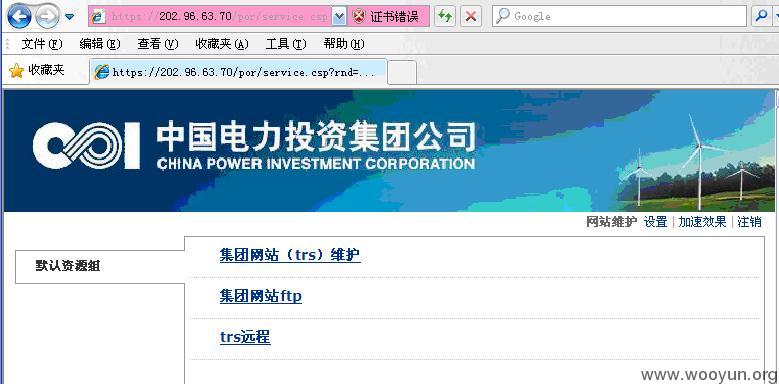 https://202.96.63.70/por/service.csp 证书错误 Google
文件(F) 编辑(E) 查看(V) 收藏夹(A) 工具(T) 帮助(H)
收藏夹 https://202.96.63.70/por/service.csp?rnd=...
中国电力投资集团公司
CHINA POWER INVESTMENT CORPORATION
网站维护 设置 | 加速效果 | 注销
默认资源组
集团网站（trs）维护
集团网站ftp
trs远程
www.wooyun.org